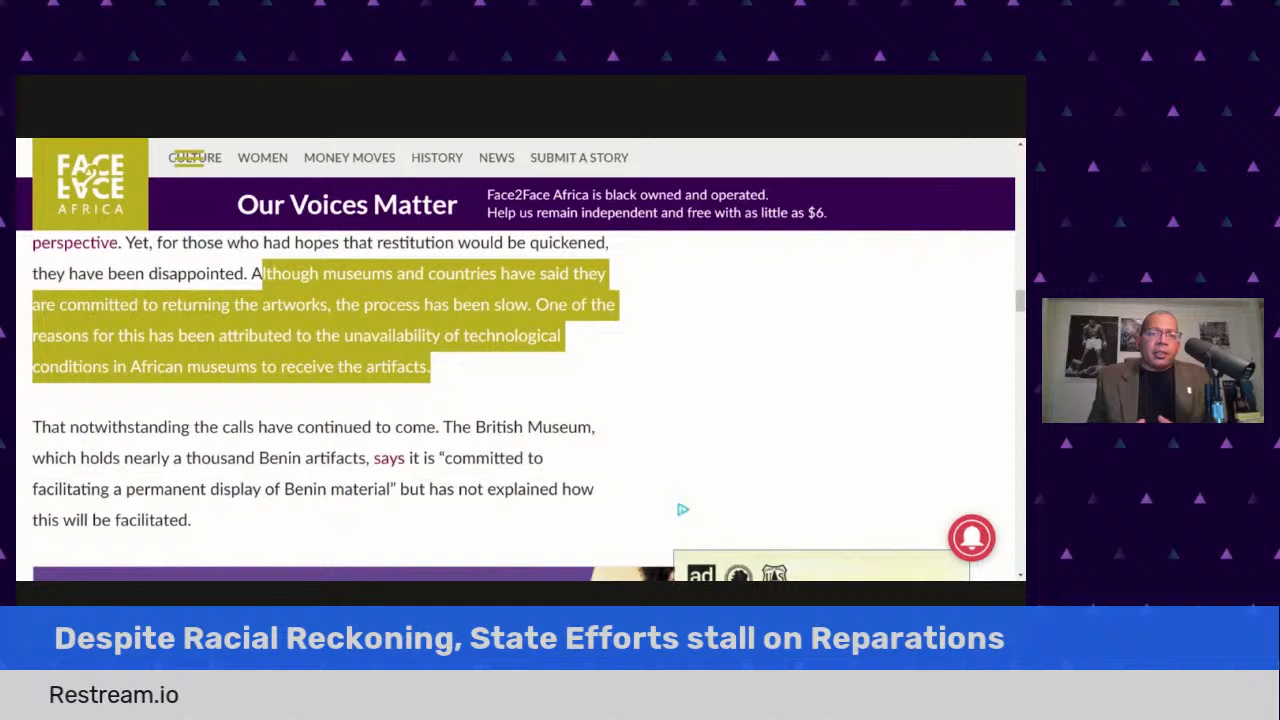 FACE
FACE
AFRICA
CULTURE WOMEN MONEY MOVES HISTORY NEWS SUBMIT A STORY
Our Voices Matter
Face2Face Africa is black owned and operated.
Help us remain independent and free with as little as $6.
perspective. Yet, for those who had hopes that restitution would be quickened,
they have been disappointed. Although museums and countries have said they
are committed to returning the artworks, the process has been slow. One of the
reasons for this has been attributed to the unavailability of technological
conditions in African museums to receive the artifacts.
That notwithstanding the calls have continued to come. The British Museum,
which holds nearly a thousand Benin artifacts, says it is “committed to
facilitating a permanent display of Benin material” but has not explained how
this will be facilitated.
ad
Despite Racial Reckoning, State Efforts stall on Reparations
Restream.io